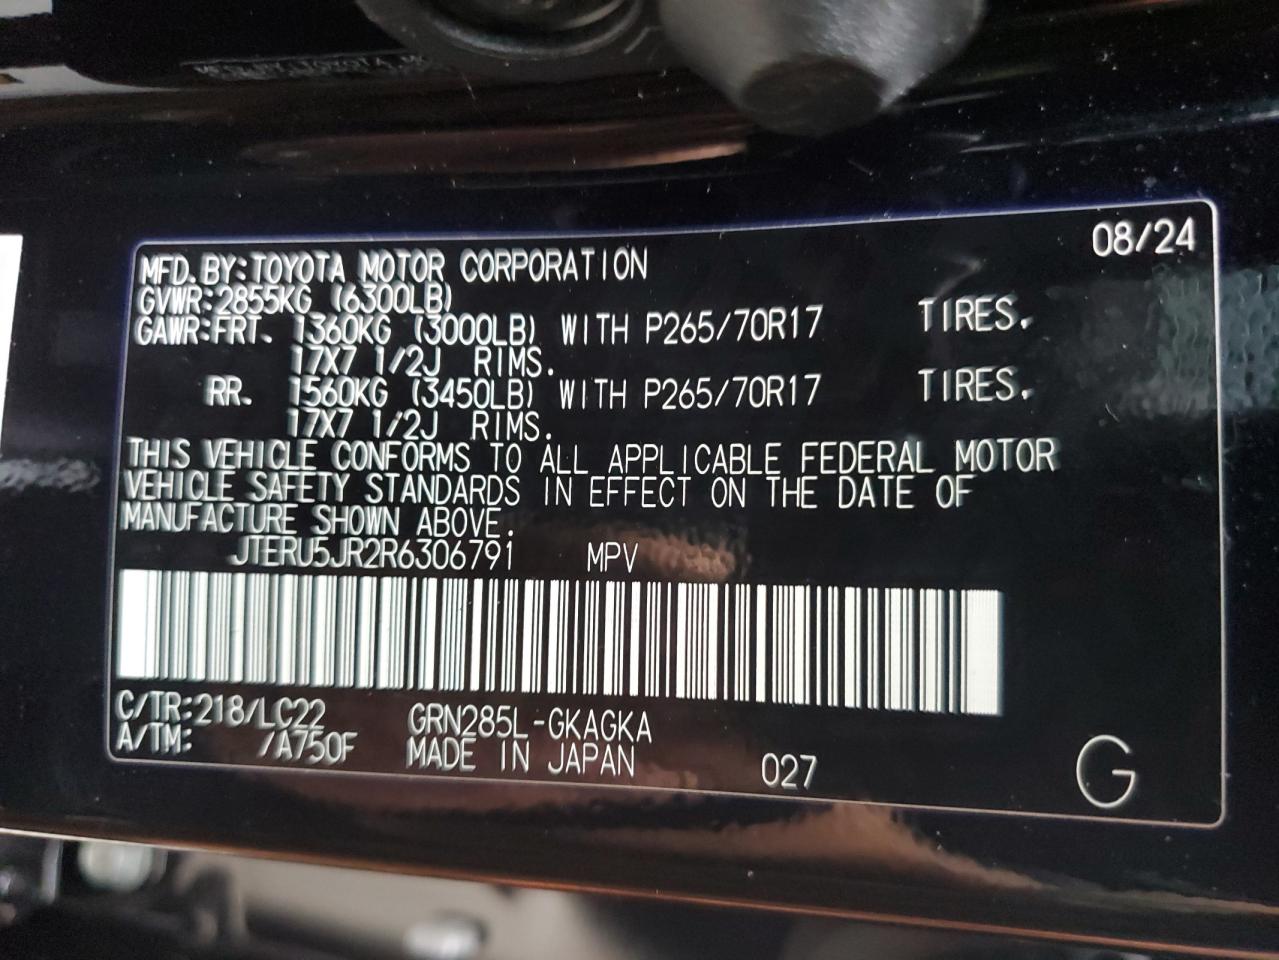 08/24
MFD.BY:TOYOTA MOTOR CORPORATION
GVWR:2855KG (6300LB)
GAWR:FRT. 1360KG (3000LB) WITH P265/70R17 TIRES.
17X7 1/2J RIMS.
RR. 1560KG (3450LB) WITH P265/70R17 TIRES.
17X7 1/2J RIMS.
THIS VEHICLE CONFORMS TO ALL APPLICABLE FEDERAL MOTOR
VEHICLE SAFETY STANDARDS IN EFFECT ON THE DATE OF
MANUFACTURE SHOWN ABOVE.
JTERU5JR2R6306791 MPV
C/TR:218/LC22 GRN285L-GKAGKA
A/TM: /A750F MADE IN JAPAN 027 G